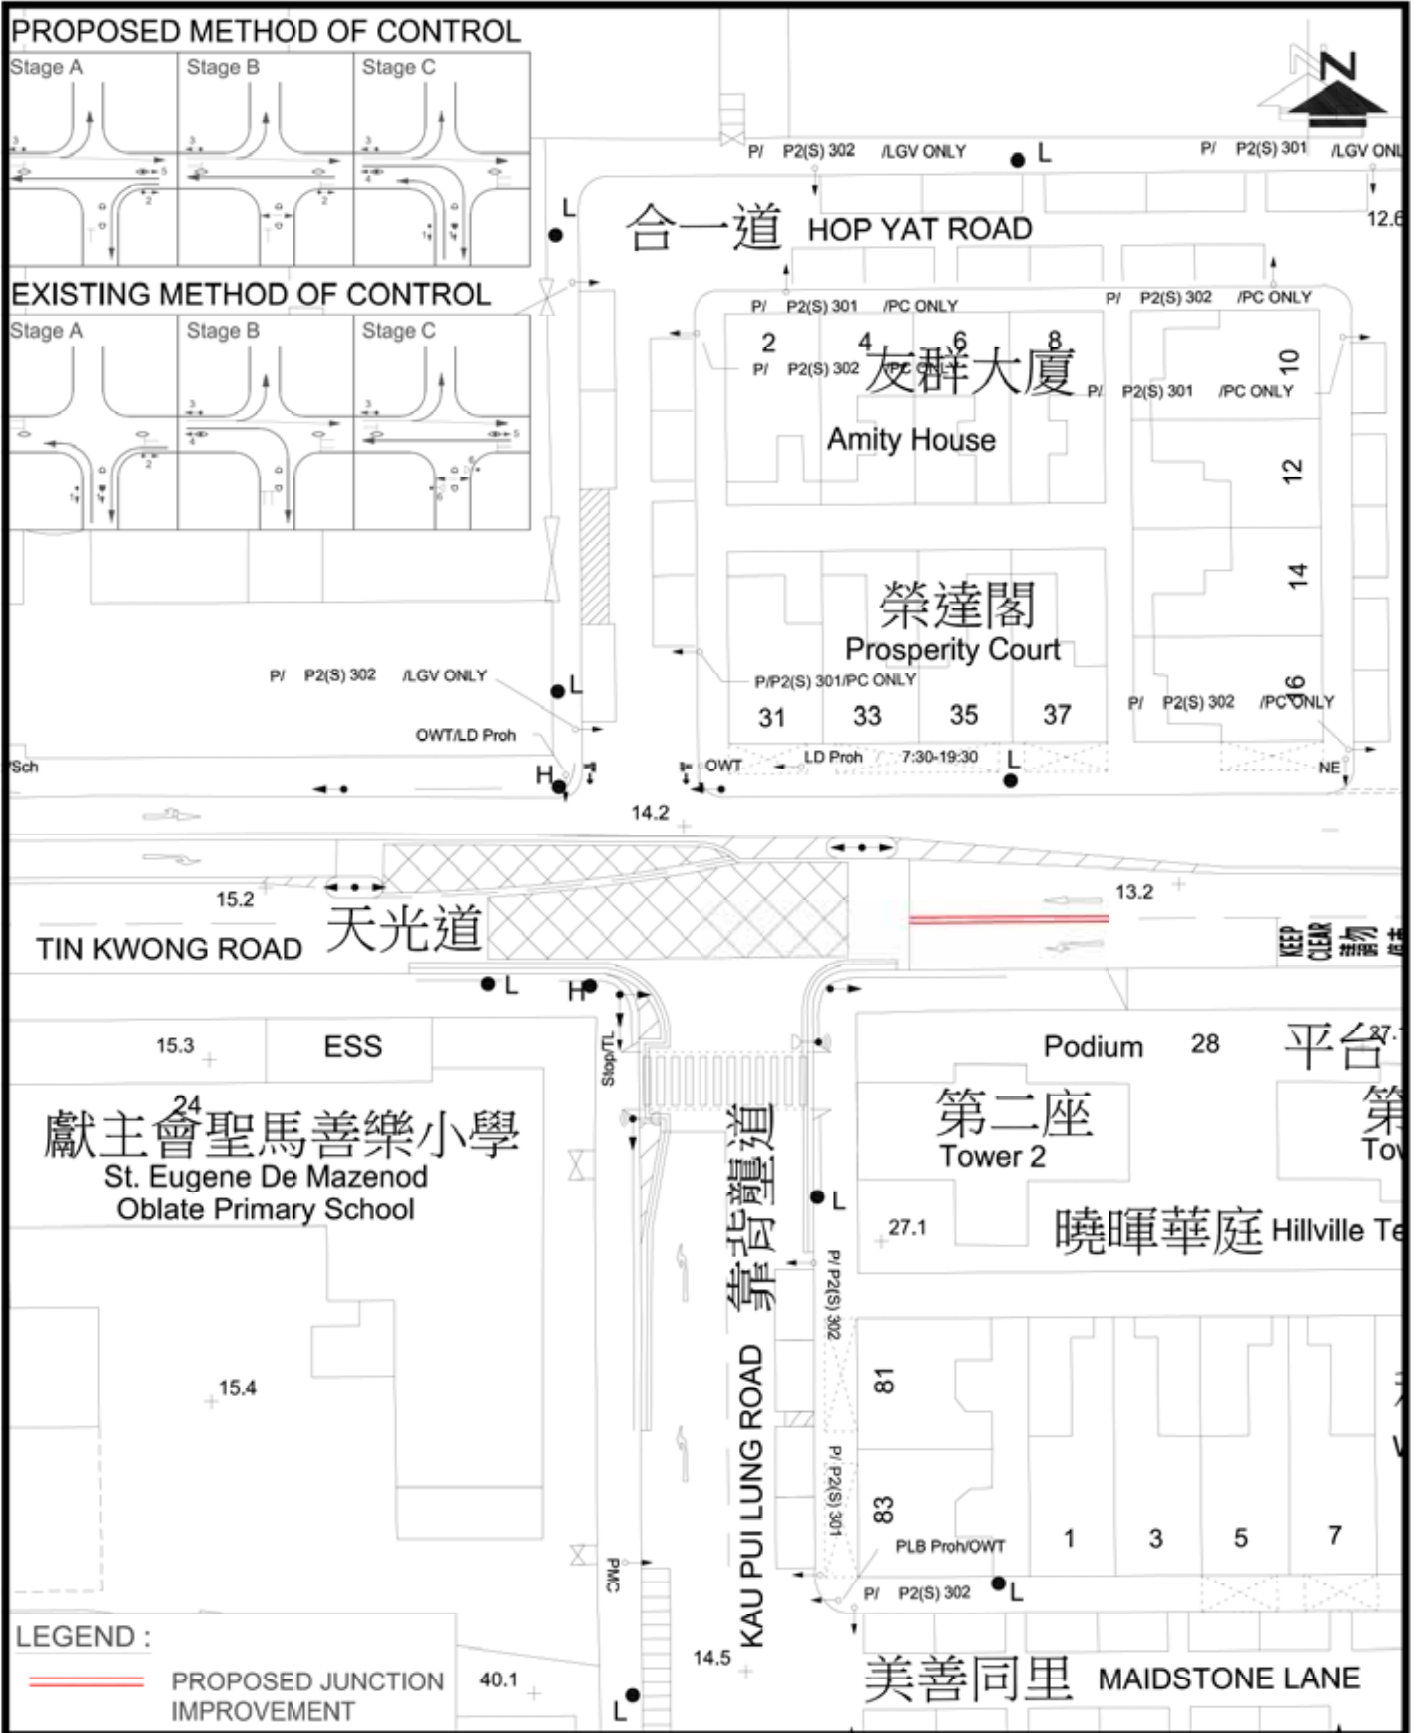 PROPOSED METHOD OF CONTROL
Stage A
Stage B
Stage C
N
EXISTING METHOD OF CONTROL
Stage A
Stage B
Stage C
P/ P2(S) 302 /LGV ONLY
L
P/ P2(S) 301 /LGV ONL
12.6
L
合一道 HOP YAT ROAD
P/ P2(S) 301 /PC ONLY
P/ P2(S) 302 /PC ONLY
2
4
6
8
10
P/ P2(S) 302 /PC ONLY
友群大廈
Amity House
P/ P2(S) 301 /PC ONLY
12
14
16
榮達閣
Prosperity Court
P/P2(S) 301/PC ONLY
31
33
35
37
P/ P2(S) 302 /PC ONLY
P/ P2(S) 302 /LGV ONLY
L
OWT/LD Proh
H
OWT
LD Proh / 7:30-19:30
L
NE
/Sch
14.2
15.2
13.2
天光道
TIN KWONG ROAD
KEEP
CLEAR
L
H
Stop/TL
15.3
ESS
24
獻主會聖馬善樂小學
St. Eugene De Mazenod
Oblate Primary School
15.4
Podium
28
平台
27.
第二座
Tower 2
第
Tow
27.1
曉暉華庭 Hillville Te
L
靠背壟道
KAU PUI LUNG ROAD
P/ P2(S) 302
P/ P2(S) 301
81
83
1
3
5
7
PLB Proh/OWT
P/ P2(S) 302
L
PMC
14.5
L
40.1
美善同里 MAIDSTONE LANE
LEGEND :
PROPOSED JUNCTION
IMPROVEMENT